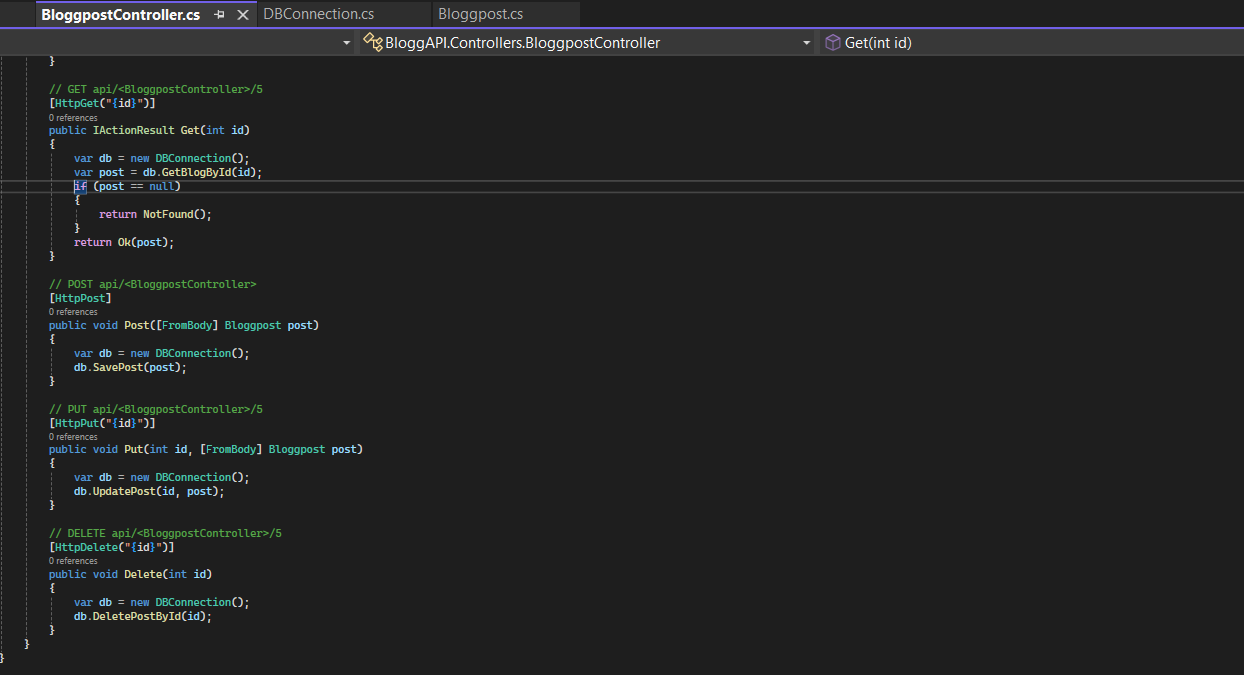 BloggpostController.cs DBConnection.cs Bloggpost.cs
BloggAPI.Controllers.BloggpostController Get(int id)
}
// GET api/<BloggpostController>/5
[HttpGet("{id}")]
0 references
public IActionResult Get(int id)
{
var db = new DBConnection();
var post = db.GetBlogById(id);
if (post == null)
{
return NotFound();
}
return Ok(post);
}
// POST api/<BloggpostController>
[HttpPost]
0 references
public void Post([FromBody] Bloggpost post)
{
var db = new DBConnection();
db.SavePost(post);
}
// PUT api/<BloggpostController>/5
[HttpPut("{id}")]
0 references
public void Put(int id, [FromBody] Bloggpost post)
{
var db = new DBConnection();
db.UpdatePost(id, post);
}
// DELETE api/<BloggpostController>/5
[HttpDelete("{id}")]
0 references
public void Delete(int id)
{
var db = new DBConnection();
db.DeletePostById(id);
}
}
}